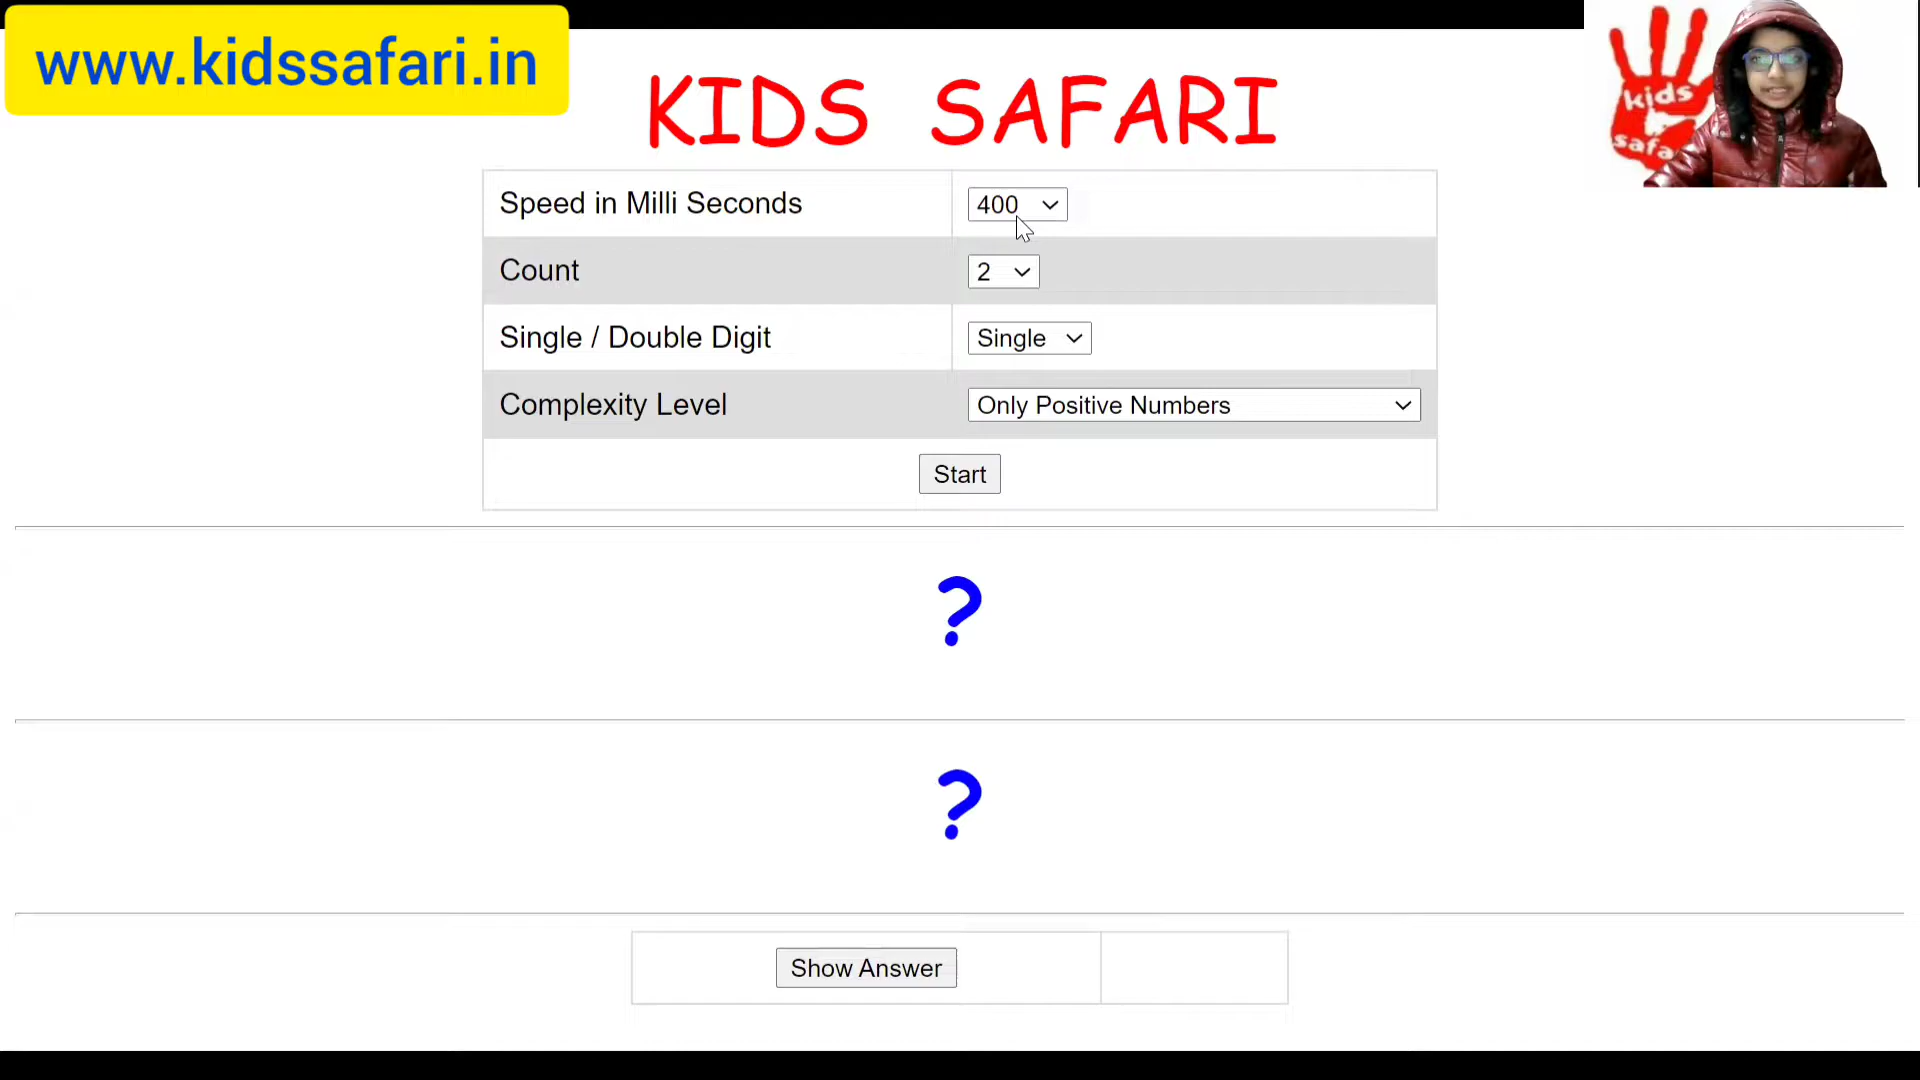 www.kidssafari.in
KIDS SAFARI
kids
safa
Speed in Milli Seconds 400
Count 2
Single / Double Digit Single
Complexity Level Only Positive Numbers
Start
?
?
Show Answer